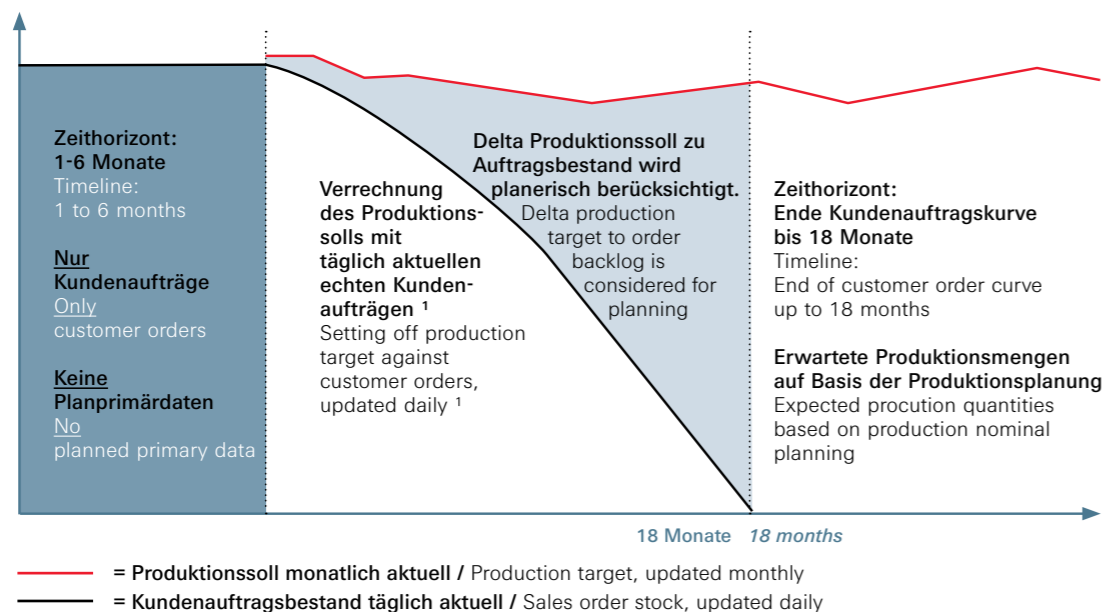 Zeithorizont:
1-6 Monate
Timeline:
1 to 6 months
Nur
Kundenaufträge
Only
customer orders
Keine
Planprimärdaten
No
planned primary data
Verrechnung
des Produktions-
solls mit
täglich aktuellen
echten Kunden-
aufträgen ¹
Setting off production
target against
customer orders,
updated daily ¹
Delta Produktionssoll zu
Auftragsbestand wird
planerisch berücksichtigt.
Delta production
target to order
backlog is
considered for
planning
Zeithorizont:
Ende Kundenauftragskurve
bis 18 Monate
Timeline:
End of customer order curve
up to 18 months
Erwartete Produktionsmengen
auf Basis der Produktionsplanung
Expected procution quantities
based on production nominal
planning
18 Monate 18 months
= Produktionssoll monatlich aktuell / Production target, updated monthly
= Kundenauftragsbestand täglich aktuell / Sales order stock, updated daily